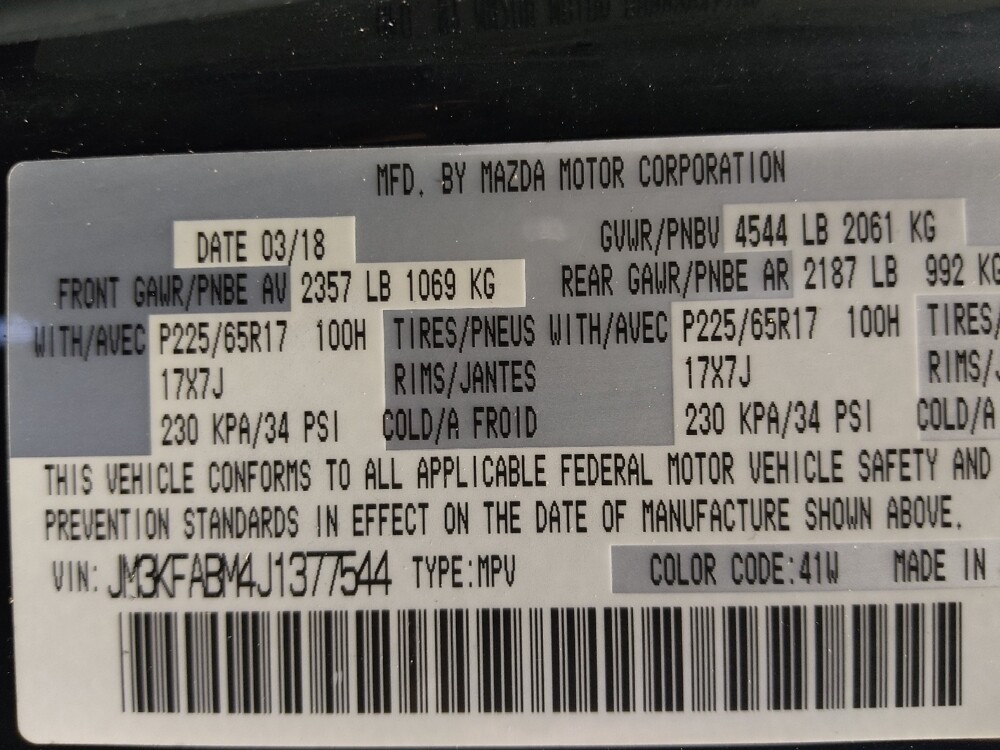 MFD. BY MAZDA MOTOR CORPORATION
DATE 03/18 GVWR/PNBV 4544 LB 2061 KG
FRONT GAWR/PNBE AV 2357 LB 1069 KG REAR GAWR/PNBE AR 2187 LB 992 KG
WITH/AVEC P225/65R17 100H TIRES/PNEUS WITH/AVEC P225/65R17 100H TIRES/
17X7J RIMS/JANTES 17X7J RIMS/J
230 KPA/34 PSI COLD/A FROID 230 KPA/34 PSI COLD/A
THIS VEHICLE CONFORMS TO ALL APPLICABLE FEDERAL MOTOR VEHICLE SAFETY AND
PREVENTION STANDARDS IN EFFECT ON THE DATE OF MANUFACTURE SHOWN ABOVE.
VIN: JM3KFABM4J1377544 TYPE:MPV COLOR CODE:41W MADE IN